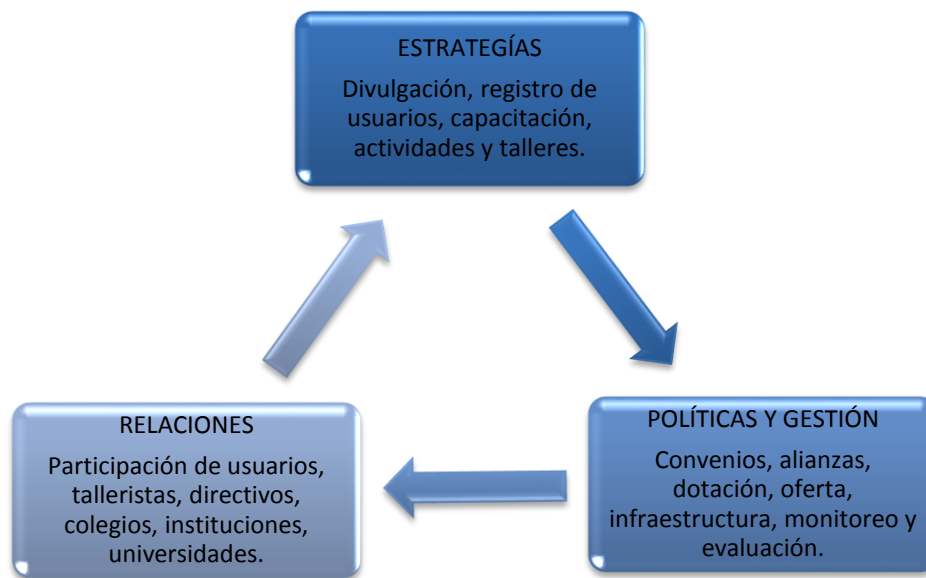 ESTRATEGÍAS
Divulgación, registro de
usuarios, capacitación,
actividades y talleres.
RELACIONES
Participación de usuarios,
talleristas, directivos,
colegios, instituciones,
universidades.
POLÍTICAS Y GESTIÓN
Convenios, alianzas,
dotación, oferta,
infraestructura, monitoreo y
evaluación.